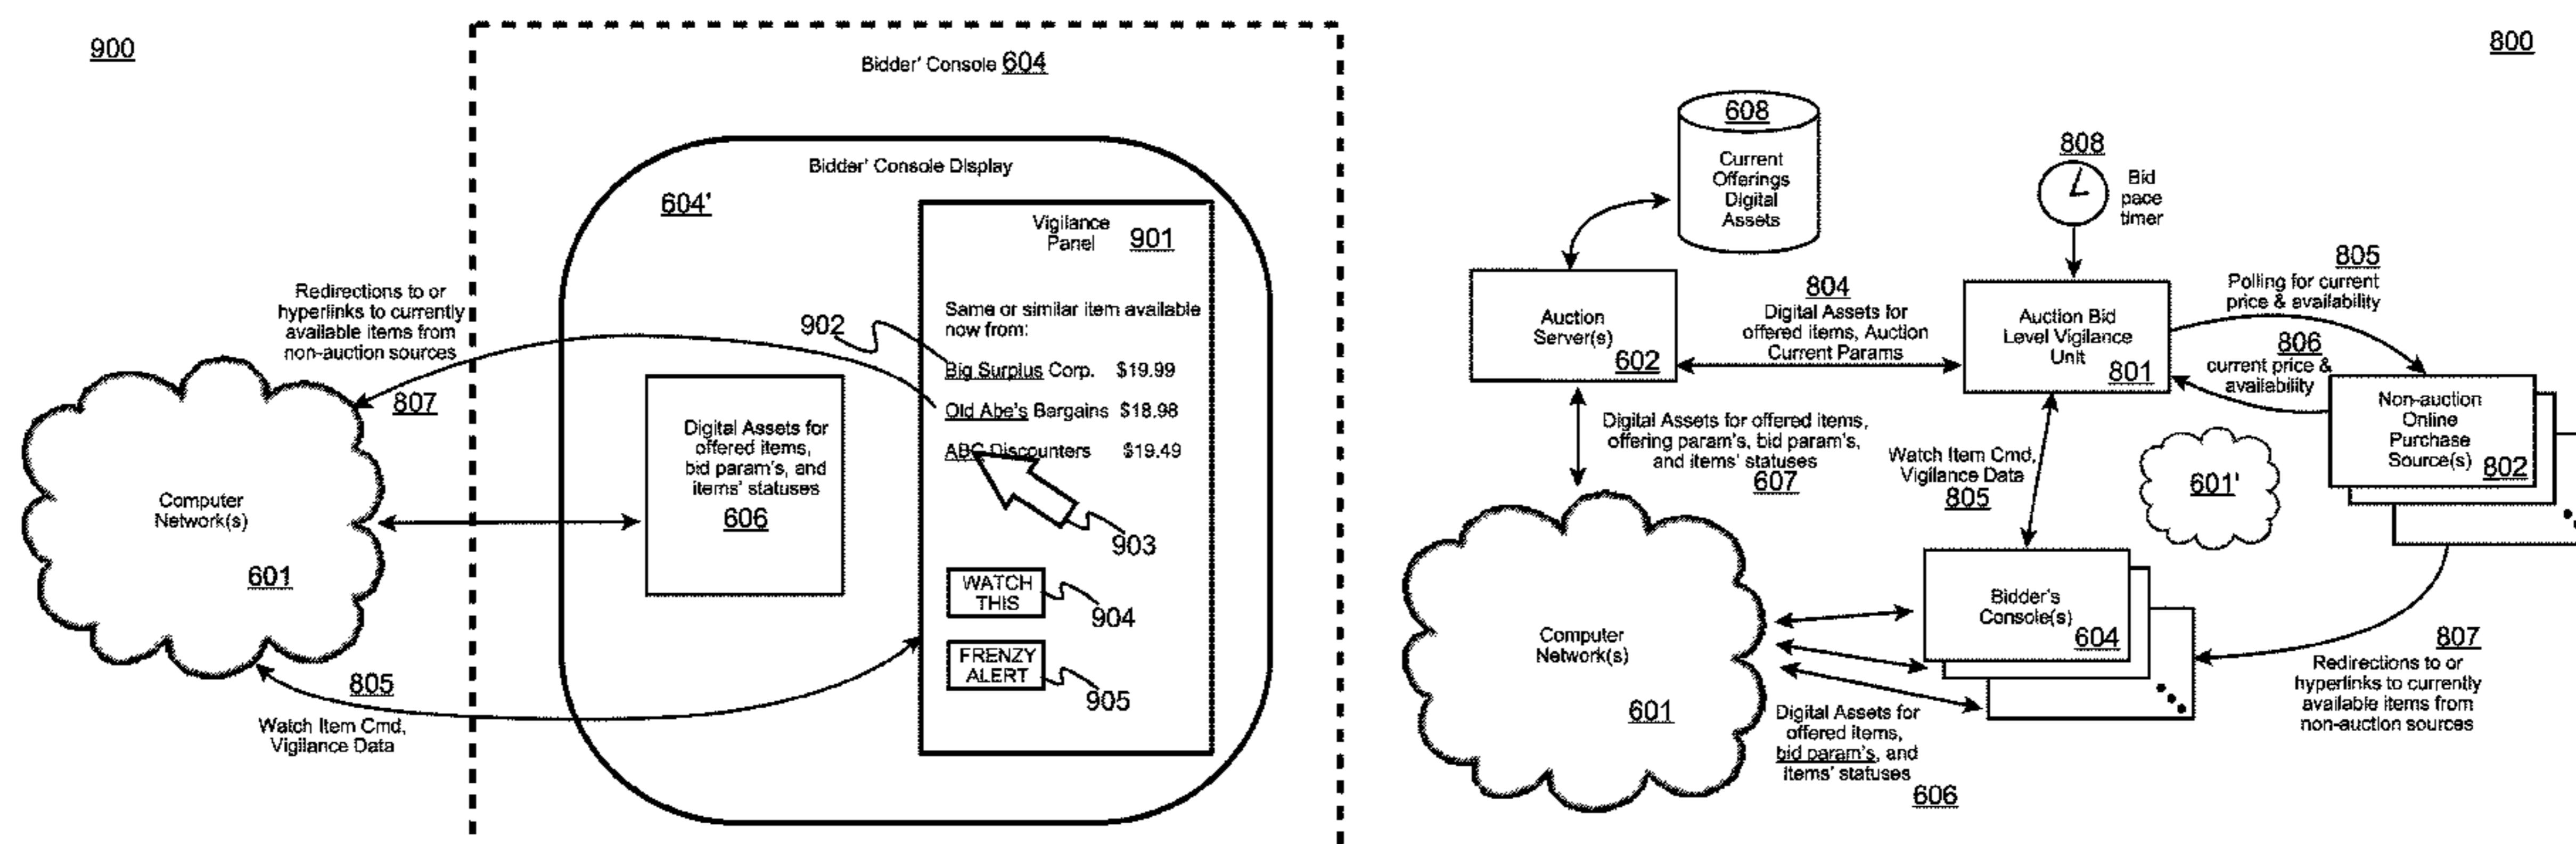 900
Bidder' Console 604
Bidder' Console Display
604'
Vigilance
Panel 901
Same or similar item available
now from:
902
Big Surplus Corp. $19.99
Old Abe's Bargains $18.98
ABC Discounters $19.49
903
WATCH
THIS
904
FRENZY
ALERT
905
Redirections to or
hyperlinks to currently
available items from
non-auction sources
807
Computer
Network(s)
601
Digital Assets for
offered items,
bid param's, and
items' statuses
606
805
Watch Item Cmd,
Vigilance Data
800
608
Current
Offerings
Digital
Assets
808
Bid
pace
timer
Auction
Server(s)
602
804
Digital Assets for
offered items, Auction
Current Params
Auction Bid
Level Vigilance
Unit
801
805
Polling for current
price & availability
806
current price &
availability
Non-auction
Online
Purchase
Source(s)
802
Digital Assets for offered items,
offering param's, bid param's,
and items' statuses
607
Watch Item Cmd,
Vigilance Data
805
601'
Computer
Network(s)
601
Bidder's
Console(s)
604
807
Redirections to or
hyperlinks to currently
available items from
non-auction sources
Digital Assets for
offered items,
bid param's, and
items' statuses
606